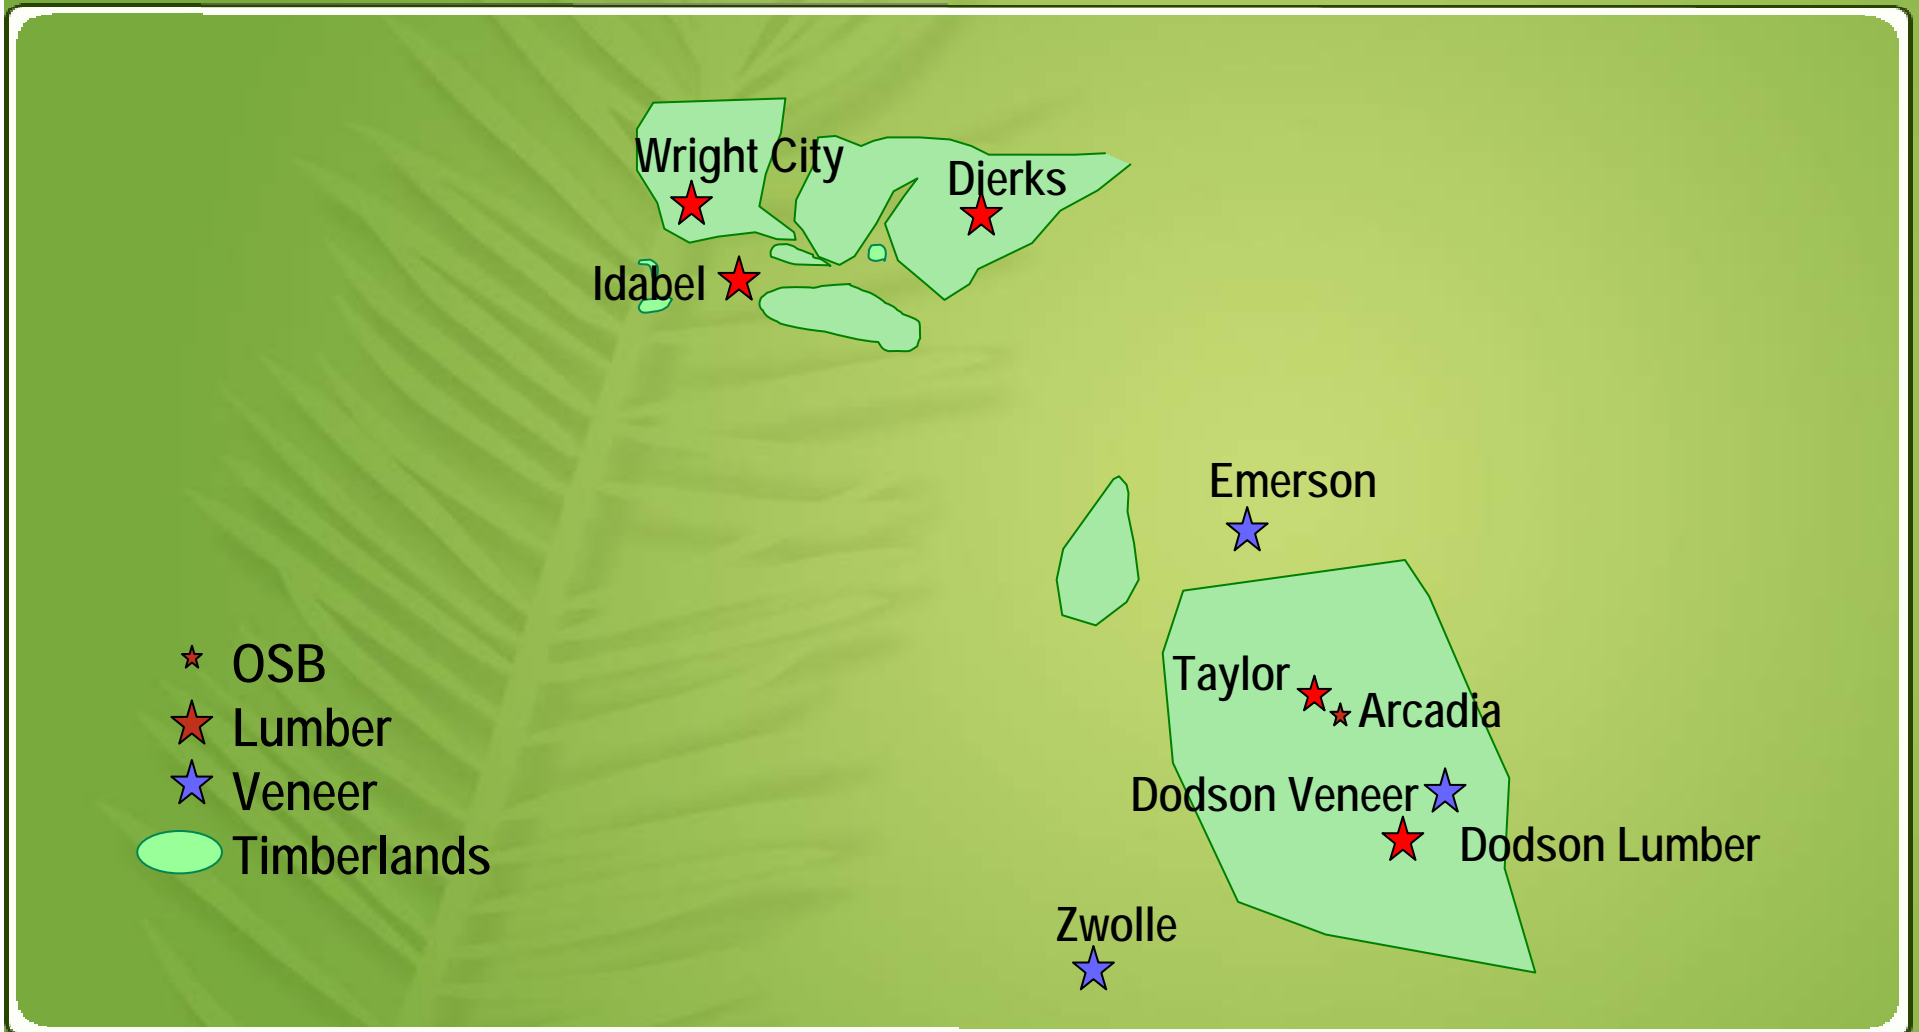 Wright City
Dierks
Idabel
Emerson
OSB
Lumber
Veneer
Timberlands
Taylor
Arcadia
Dodson Veneer
Dodson Lumber
Zwolle